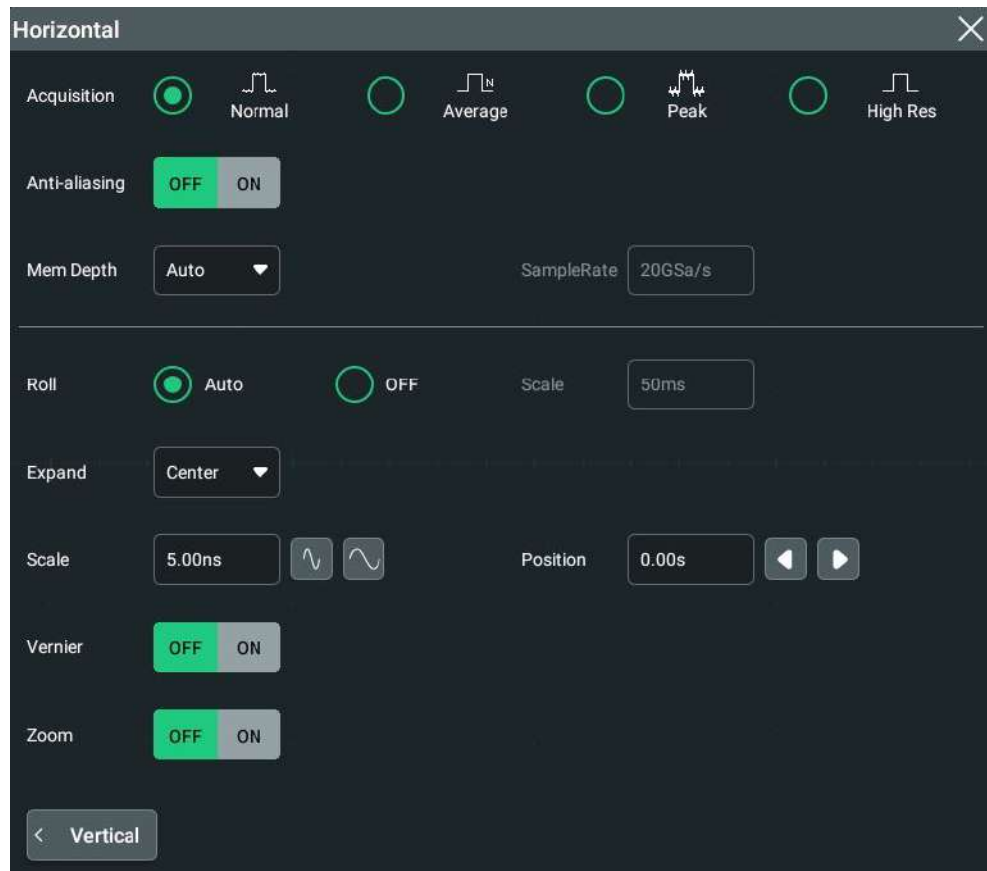 Horizontal
Acquisition Normal Average Peak High Res
N
Anti-aliasing OFF ON
Mem Depth Auto SampleRate 20GSa/s
Roll Auto OFF Scale 50ms
Expand Center
Scale 5.00ns Position 0.00s
Vernier OFF ON
Zoom OFF ON
< Vertical